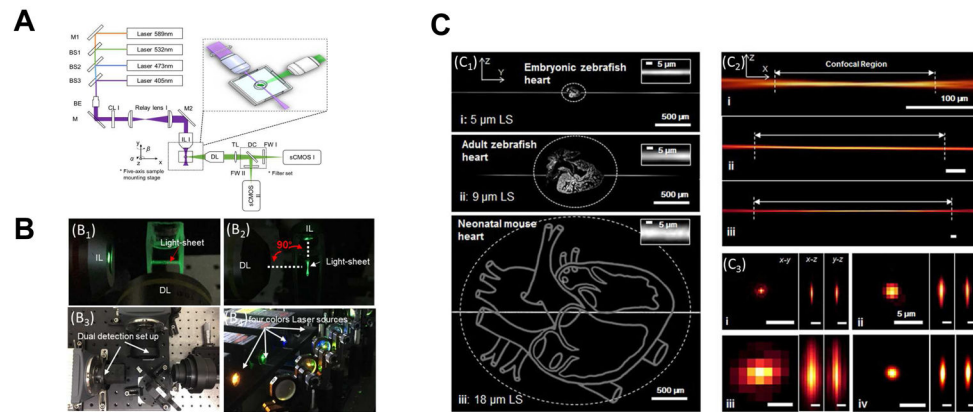 A
M1
Laser 589nm
BS1
Laser 532nm
BS2
Laser 473nm
BS3
Laser 405nm
BE
CL I
Relay lens I
M2
M
IL I
y
β
α
z
x
* Five-axis sample
mounting stage
DL
TL
DC
FW I
sCMOS I
FW II
* Filter set
sCMOS II
B
(B1)
IL
Light-sheet
DL
(B2)
IL
90°
DL
Light-sheet
(B3)
Dual detection set up
four colors Laser sources
C
(C1)
Z
Y
Embryonic zebrafish
heart
5 µm
i: 5 µm LS
500 µm
Adult zebrafish
heart
5 µm
ii: 9 µm LS
500 µm
Neonatal mouse
heart
5 µm
iii: 18 µm LS
500 µm
(C2)
Z
X
Confocal Region
i
100 µm
ii
iii
(C3)
x-y
x-z
y-z
i
ii
5 µm
iii
iv